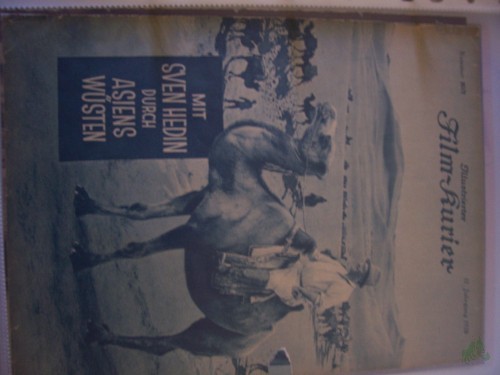 Illustrierter
Film-Kurier
MIT
SVEN HEDIN
DURCH
ASIENS
WÜSTEN